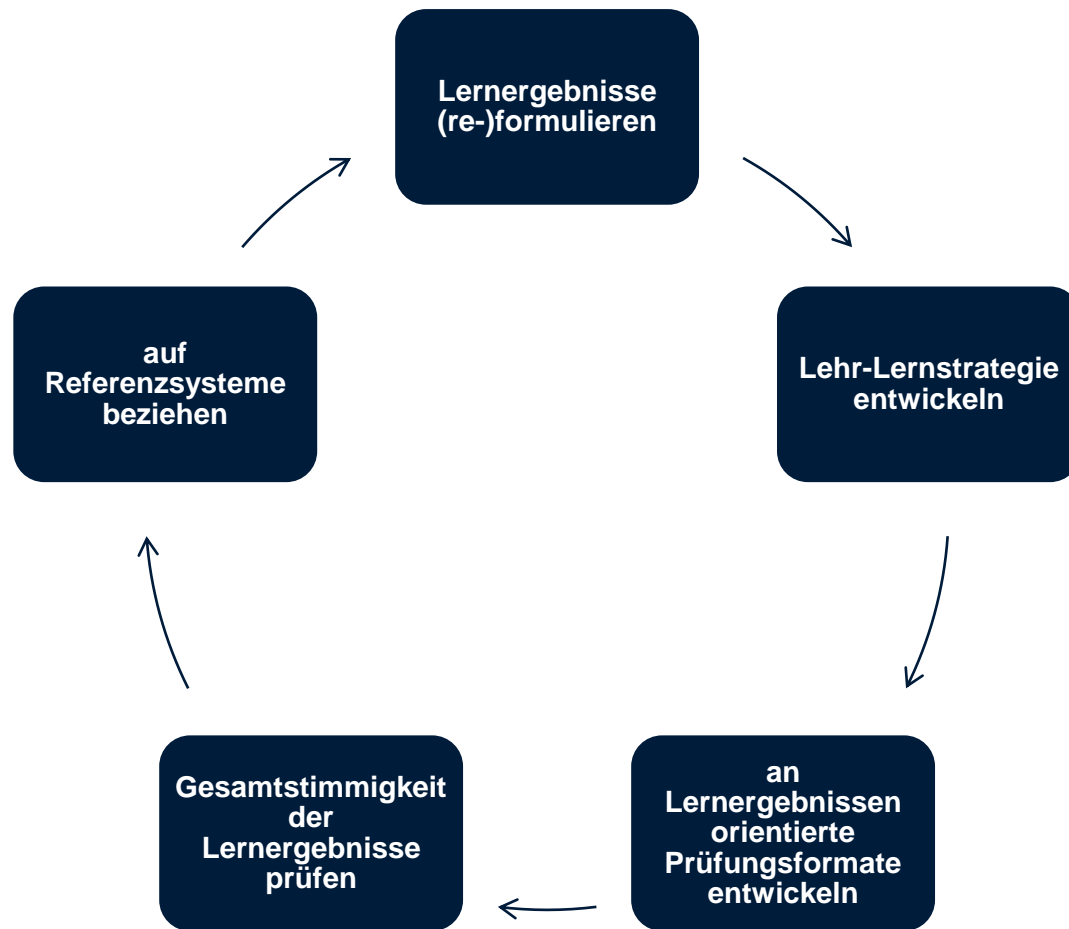 Lernergebnisse
(re-)formulieren
Lehr-Lernstrategie
entwickeln
an
Lernergebnissen
orientierte
Prüfungsformate
entwickeln
Gesamtstimmigkeit
der
Lernergebnisse
prüfen
auf
Referenzsysteme
beziehen